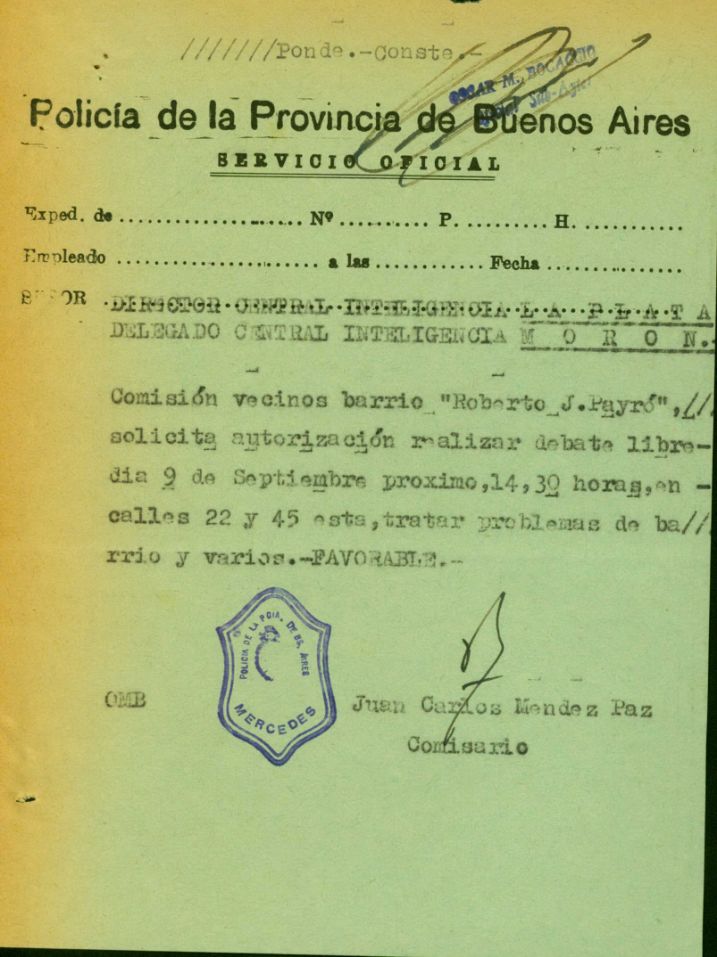 ///////Ponde.-Conste.-
OSCAR M. BOCACCIO
Policía de la Provincia de Buenos Aires
SERVICIO OFICIAL
Exped. de .................... Nº ........... P. .......... H. ............
Empleado ...................... a las ............ Fecha ...............
SEÑOR DIRECTOR CENTRAL INTELIGENCIA L A P L A T A
DELEGADO CENTRAL INTELIGENCIA M O R O N.
Comisión vecinos barrio "Roberto J.Payró",//
solicita autorización realizar debate libre-
dia 9 de Septiembre proximo,14,30 horas,en -
calles 22 y 45 esta,tratar problemas de ba//
rrio y varios.-FAVORABLE.-
POLICIA DE LA PCIA. DE BS. AIRES
MERCEDES
OMB
Juan Carlos Mendez Paz
Comisario